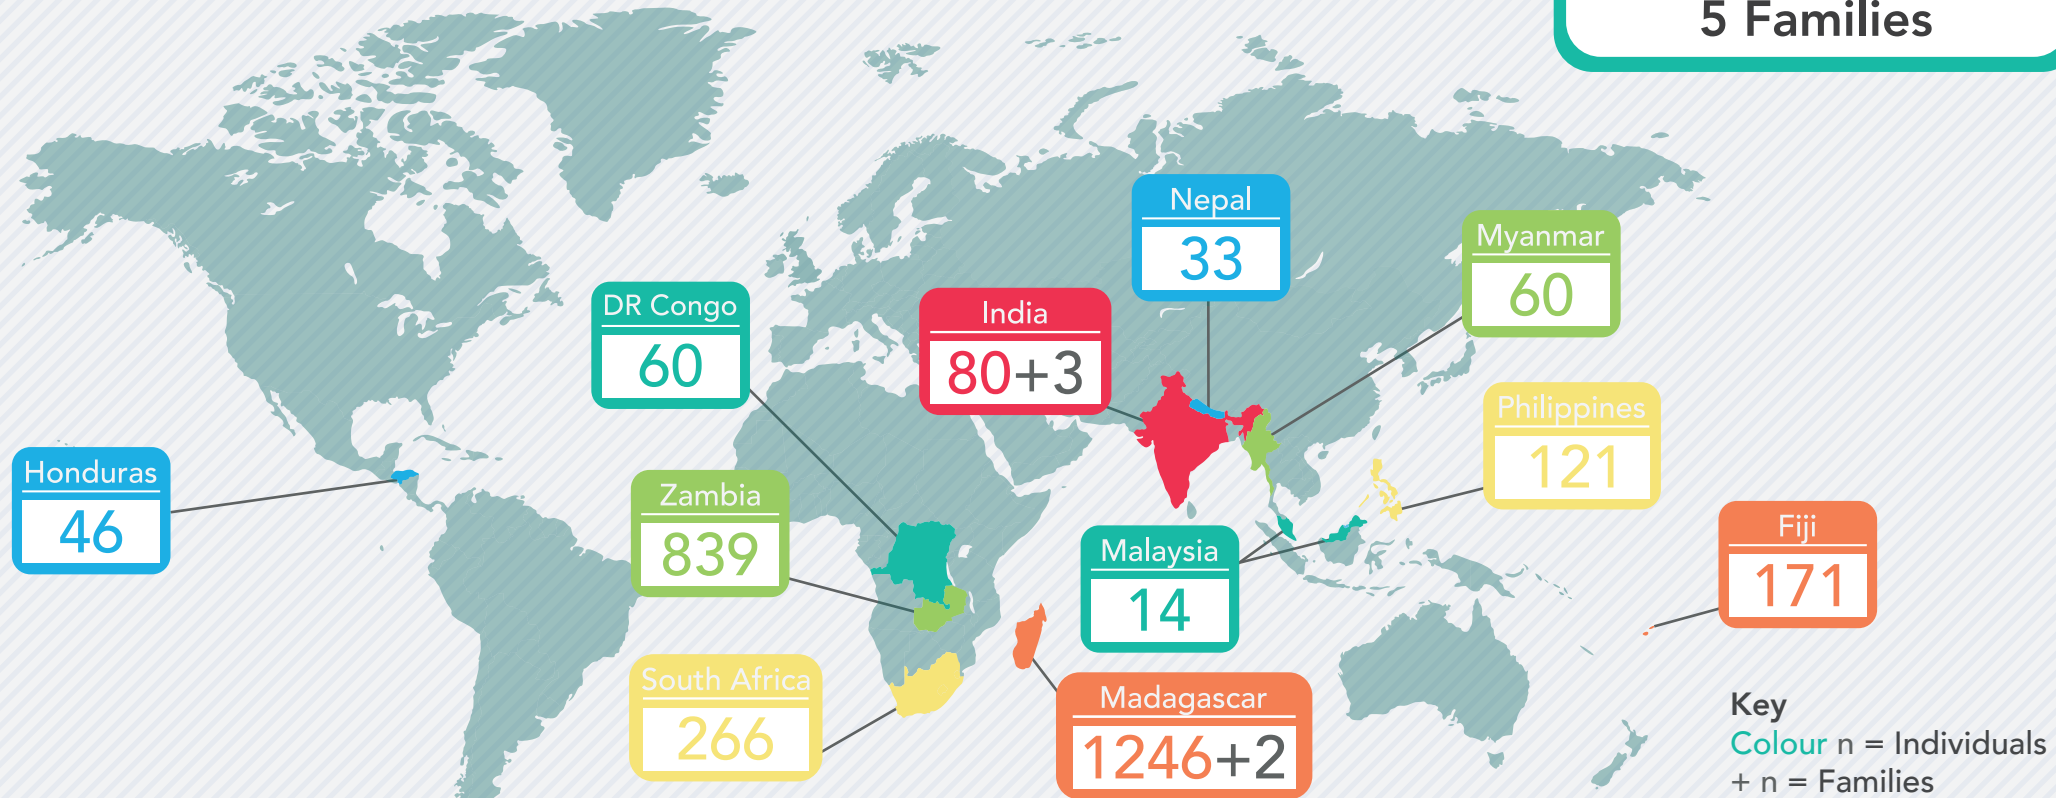 5 Families
Nepal
33
Myanmar
60
DR Congo
60
India
80+3
Philippines
121
Honduras
46
Zambia
839
Malaysia
14
Fiji
171
South Africa
266
Madagascar
1246+2
Key
Colour n = Individuals
+ n = Families